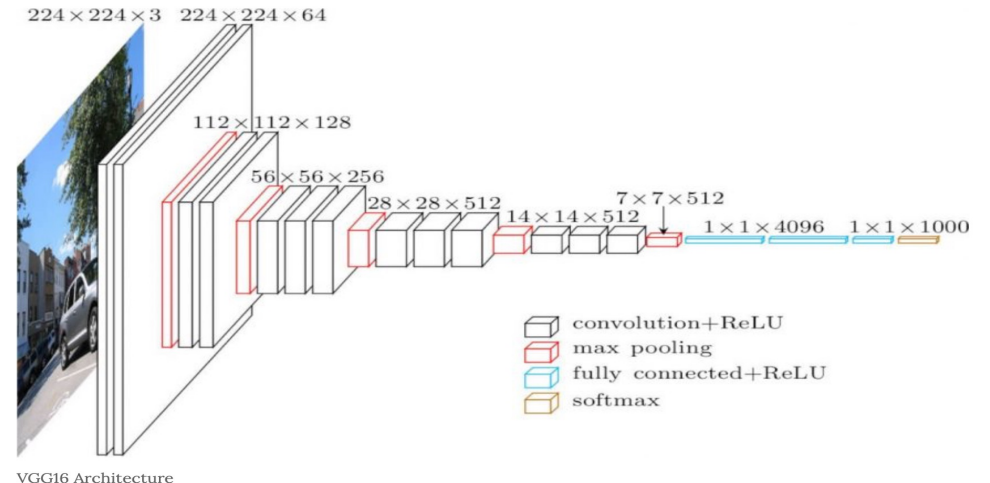 224 × 224 × 3
224 × 224 × 64
112 × 112 × 128
56 × 56 × 256
28 × 28 × 512
14 × 14 × 512
7 × 7 × 512
1 × 1 × 4096
1 × 1 × 1000
convolution+ReLU
max pooling
fully connected+ReLU
softmax
VGG16 Architecture